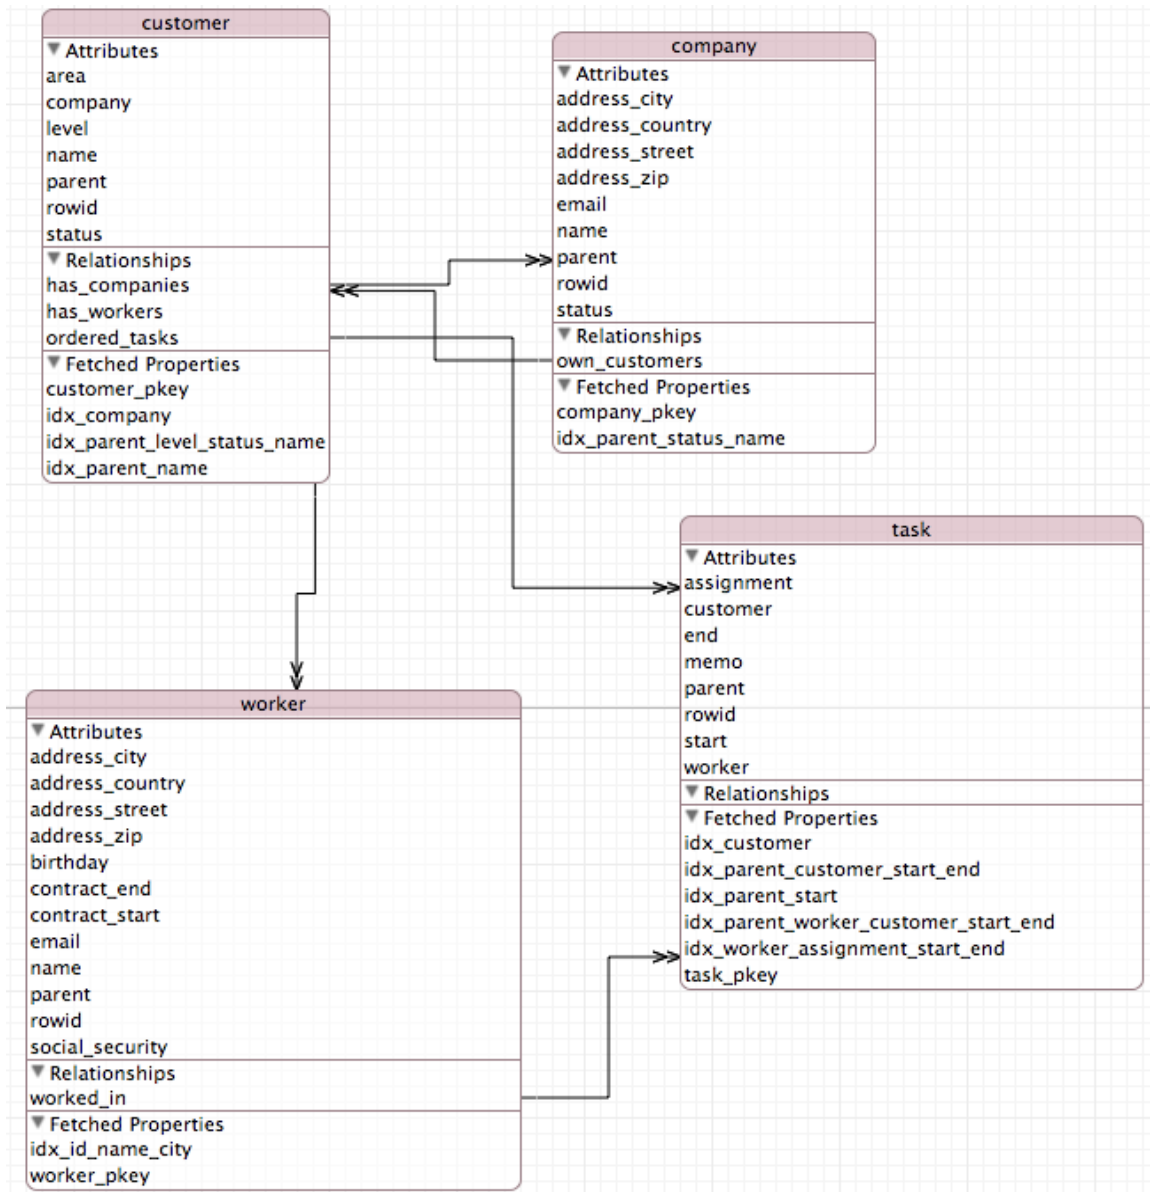 customer
Attributes
area
company
level
name
parent
rowid
status
Relationships
has_companies
has_workers
ordered_tasks
Fetched Properties
customer_pkey
idx_company
idx_parent_level_status_name
idx_parent_name
company
Attributes
address_city
address_country
address_street
address_zip
email
name
parent
rowid
status
Relationships
own_customers
Fetched Properties
company_pkey
idx_parent_status_name
task
Attributes
assignment
customer
end
memo
parent
rowid
start
worker
Relationships
Fetched Properties
idx_customer
idx_parent_customer_start_end
idx_parent_start
idx_parent_worker_customer_start_end
idx_worker_assignment_start_end
task_pkey
worker
Attributes
address_city
address_country
address_street
address_zip
birthday
contract_end
contract_start
email
name
parent
rowid
social_security
Relationships
worked_in
Fetched Properties
idx_id_name_city
worker_pkey